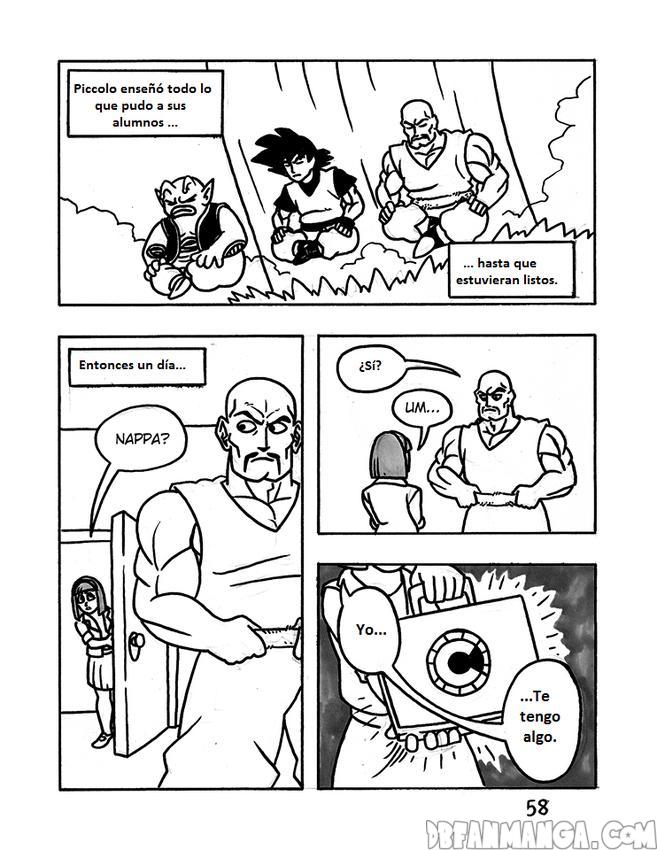 Piccolo enseñó todo lo
que pudo a sus
alumnos ...
... hasta que
estuvieran listos.
Entonces un día...
NAPPA?
¿Sí?
UM...
Yo...
...Te
tengo
algo.
58
DBFANMANGA.COM